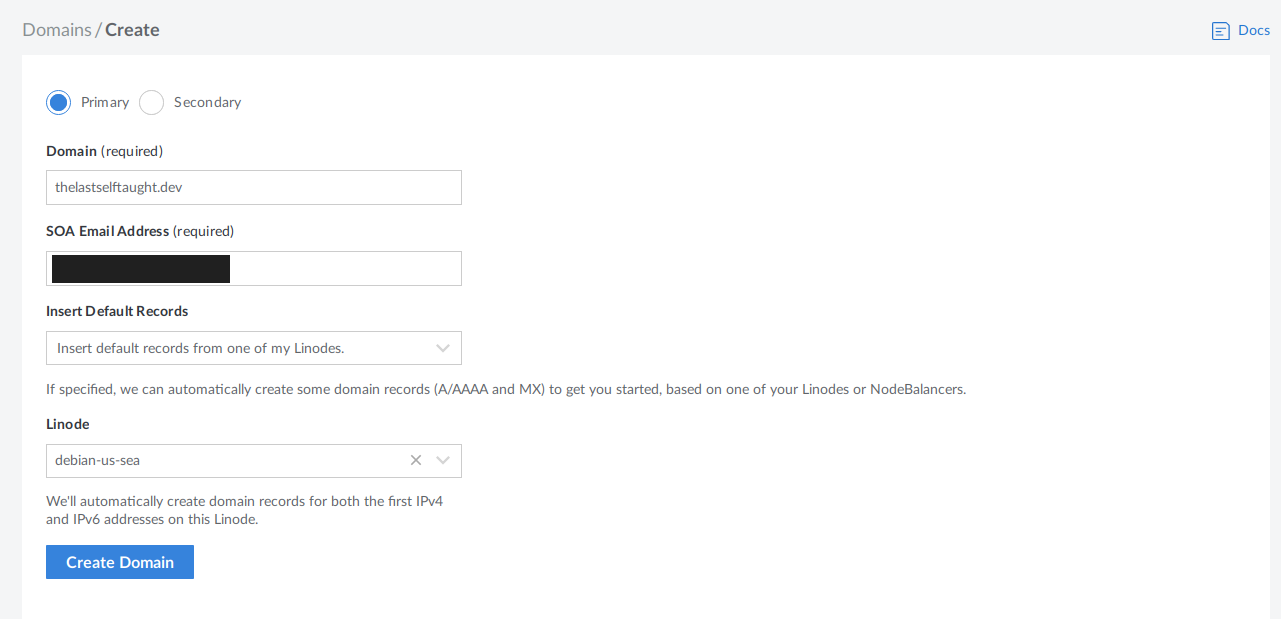 Domains / Create
Docs
Primary Secondary
Domain (required)
thelastselftaught.dev
SOA Email Address (required)
Insert Default Records
Insert default records from one of my Linodes.
If specified, we can automatically create some domain records (A/AAAA and MX) to get you started, based on one of your Linodes or NodeBalancers.
Linode
debian-us-sea
We'll automatically create domain records for both the first IPv4
and IPv6 addresses on this Linode.
Create Domain